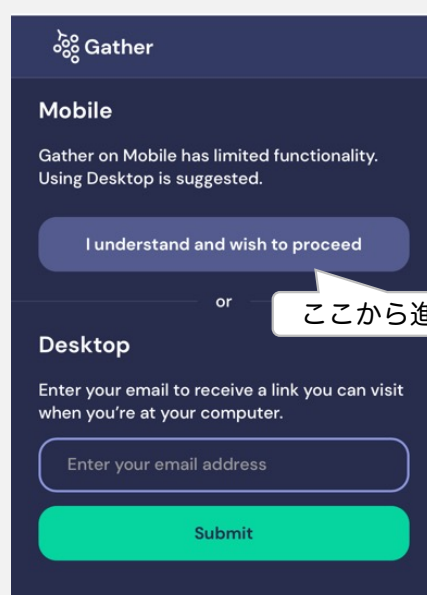 Gather
Mobile
Gather on Mobile has limited functionality.
Using Desktop is suggested.
I understand and wish to proceed
or
ここから進
Desktop
Enter your email to receive a link you can visit
when you're at your computer.
Enter your email address
Submit